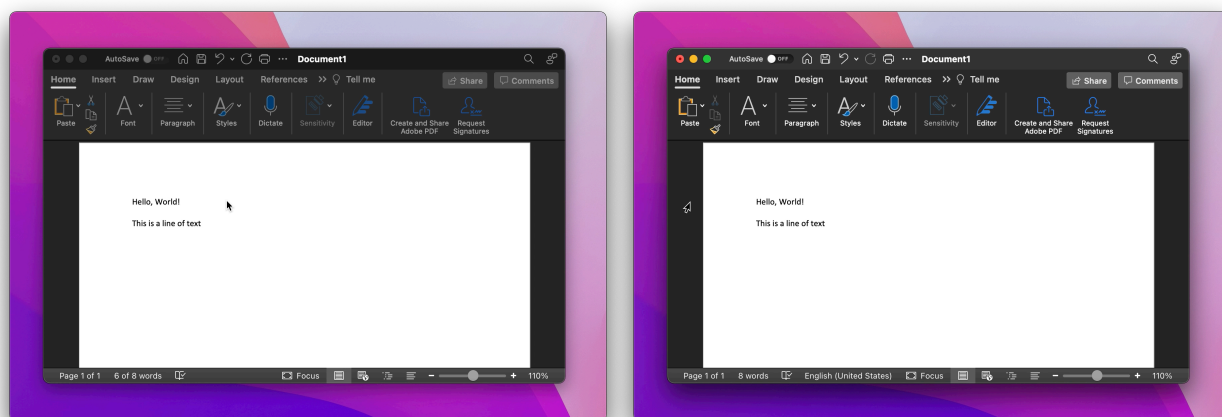 AutoSave OFF ... Document1
Home Insert Draw Design Layout References >> Tell me Share Comments
Paste Font Paragraph Styles Dictate Sensitivity Editor Create and Share Adobe PDF Request Signatures
Hello, World!
This is a line of text
Page 1 of 1 6 of 8 words Focus − + 110%
AutoSave OFF ... Document1
Home Insert Draw Design Layout References >> Tell me Share Comments
Paste Font Paragraph Styles Dictate Sensitivity Editor Create and Share Adobe PDF Request Signatures
Hello, World!
This is a line of text
Page 1 of 1 8 words English (United States) Focus − + 110%